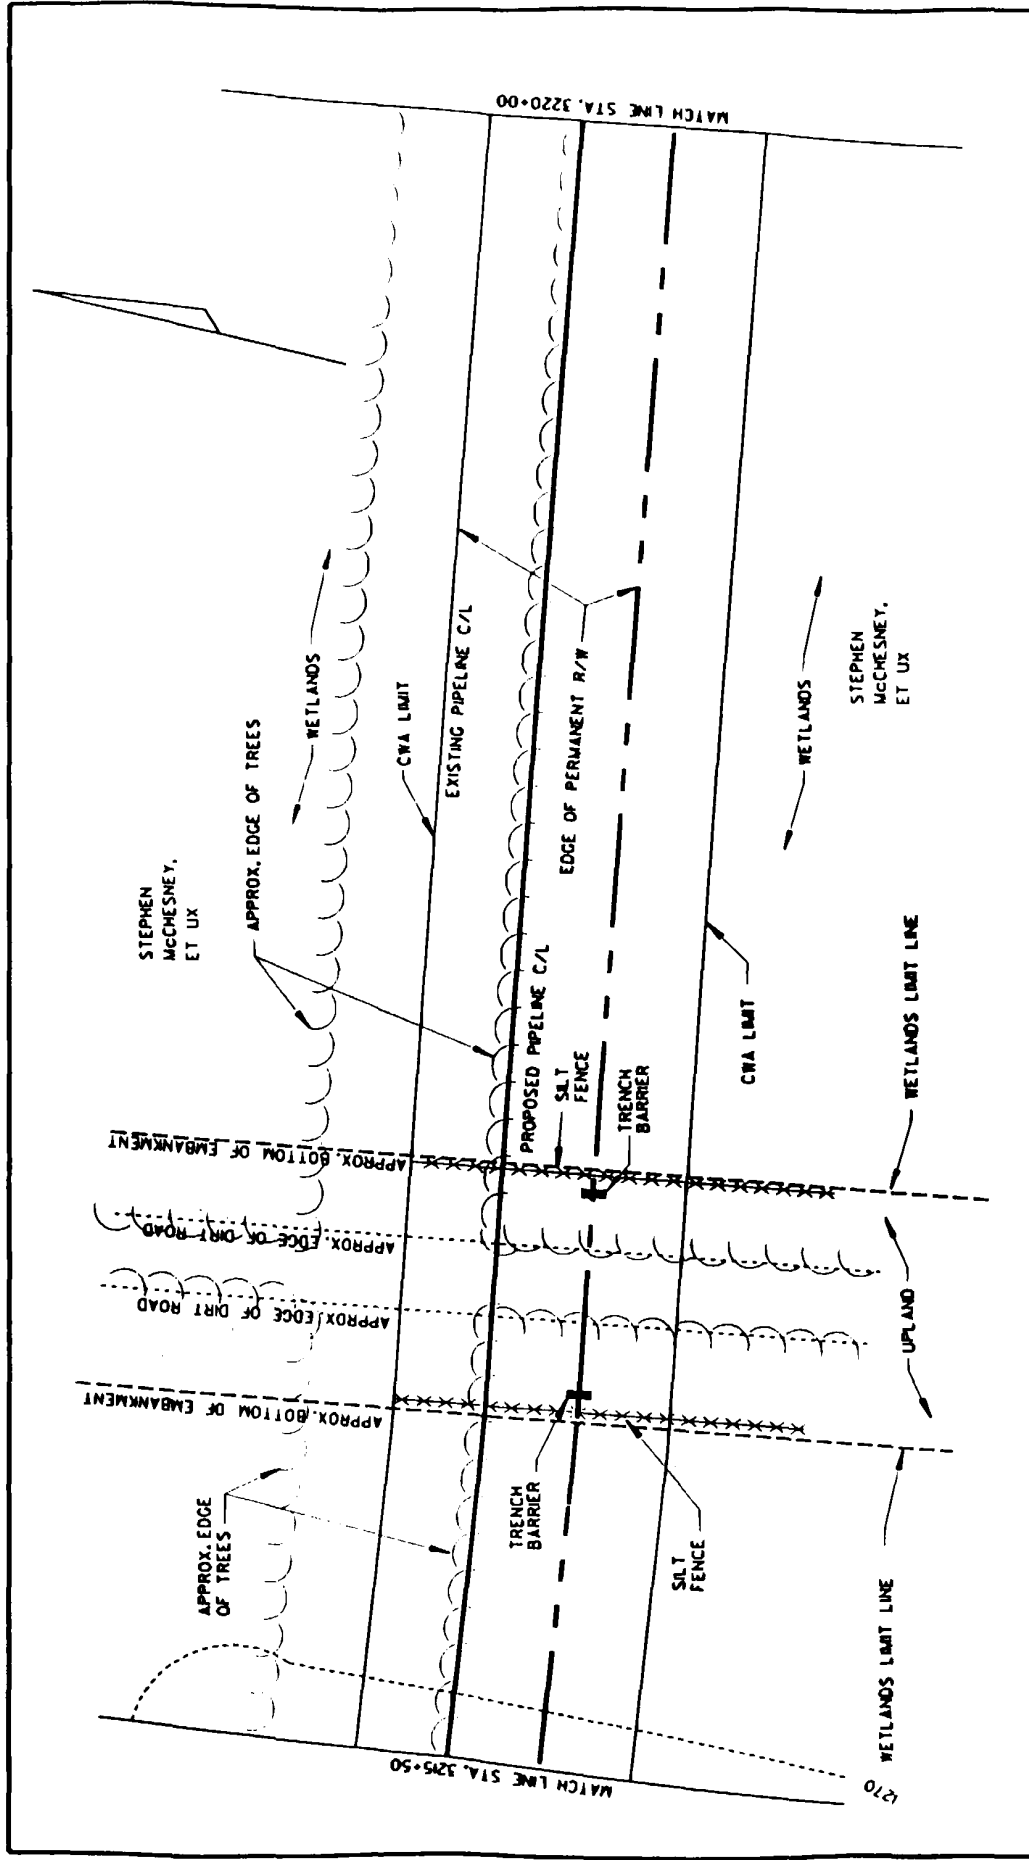 MATCH LINE STA. 3220+00
WETLANDS
APPROX. EDGE OF TREES
STEPHEN
McCHESNEY,
ET UX
CWA LIMIT
EXISTING PIPELINE C/L
EDGE OF PERMANENT R/W
PROPOSED PIPELINE C/L
SILT
FENCE
TRENCH
BARRIER
WETLANDS
STEPHEN
McCHESNEY,
ET UX
CWA LIMIT
WETLANDS LIMIT LINE
APPROX. BOTTOM OF EMBANKMENT
APPROX. EDGE OF DIRT ROAD
APPROX. EDGE OF DIRT ROAD
APPROX. BOTTOM OF EMBANKMENT
UPLAND
APPROX. EDGE
OF TREES
TRENCH
BARRIER
SILT
FENCE
WETLANDS LIMIT LINE
MATCH LINE STA. 3215+50
1270